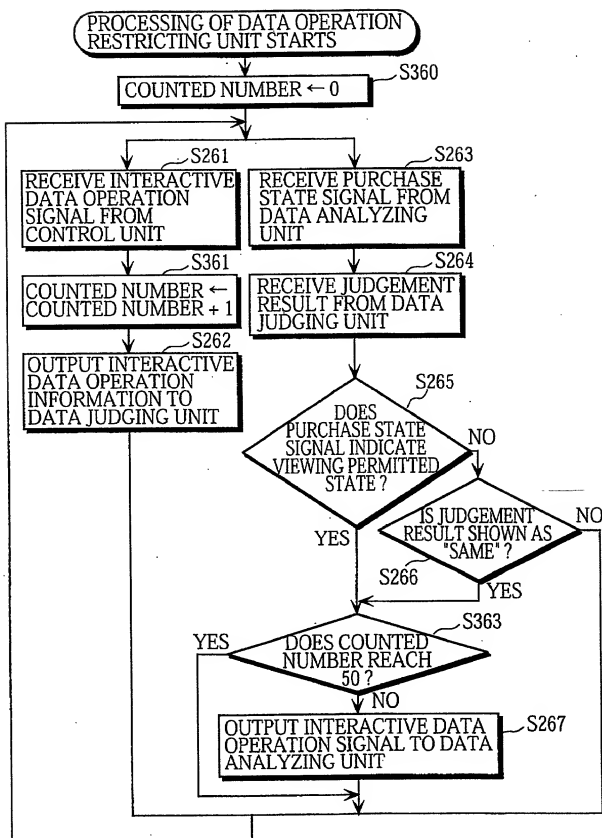 PROCESSING OF DATA OPERATION
RESTRICTING UNIT STARTS
S360
COUNTED NUMBER ← 0
S261
RECEIVE INTERACTIVE
DATA OPERATION
SIGNAL FROM
CONTROL UNIT
S361
COUNTED NUMBER ←
COUNTED NUMBER + 1
S262
OUTPUT INTERACTIVE
DATA OPERATION
INFORMATION TO
DATA JUDGING UNIT
S263
RECEIVE PURCHASE
STATE SIGNAL FROM
DATA ANALYZING
UNIT
S264
RECEIVE JUDGEMENT
RESULT FROM DATA
JUDGING UNIT
S265
DOES
PURCHASE STATE
SIGNAL INDICATE
VIEWING PERMITTED
STATE ?
NO
YES
IS JUDGEMENT
RESULT SHOWN AS
"SAME" ?
NO
S266
YES
S363
YES
DOES COUNTED
NUMBER REACH
50 ?
NO
S267
OUTPUT INTERACTIVE DATA
OPERATION SIGNAL TO DATA
ANALYZING UNIT